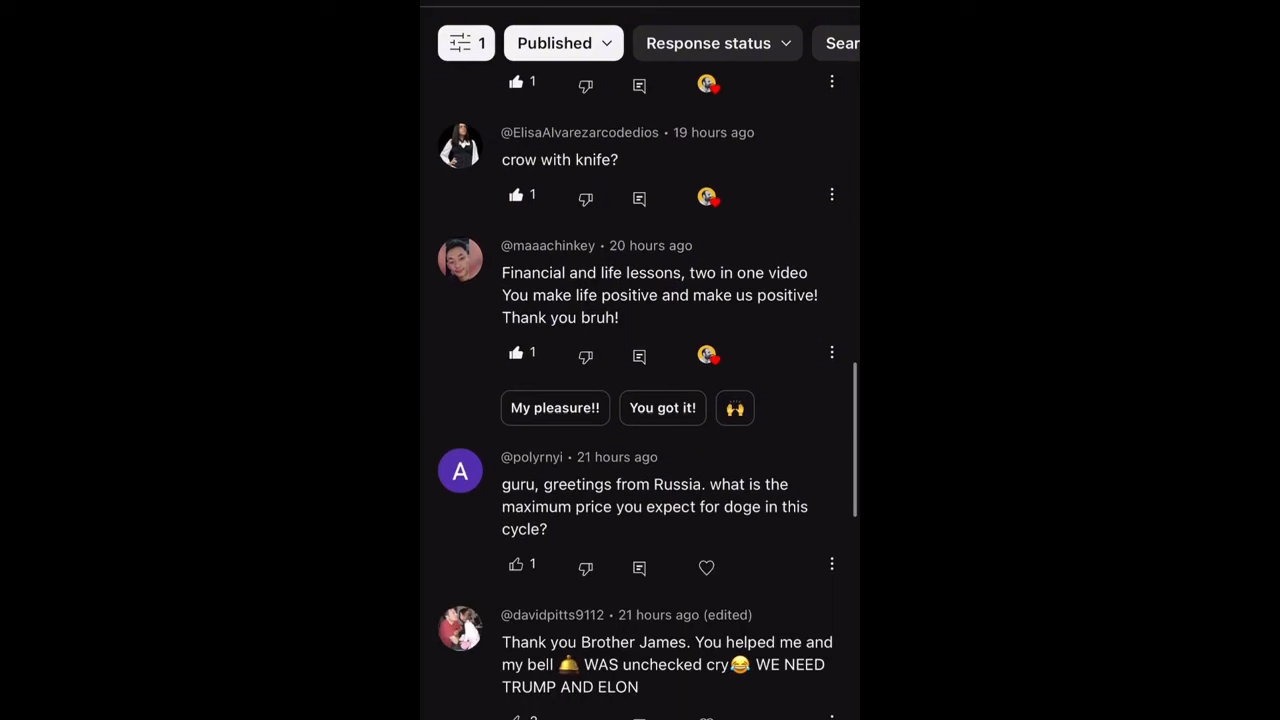 1
Published
Response status
Sear
1
@ElisaAlvarezarcodedios • 19 hours ago
crow with knife?
1
@maaachinkey • 20 hours ago
Financial and life lessons, two in one video
You make life positive and make us positive!
Thank you bruh!
1
My pleasure!!
You got it!
A
@polyrnyi • 21 hours ago
guru, greetings from Russia. what is the
maximum price you expect for doge in this
cycle?
1
@davidpitts9112 • 21 hours ago (edited)
Thank you Brother James. You helped me and
my bell 🛎️ WAS unchecked cry😂 WE NEED
TRUMP AND ELON